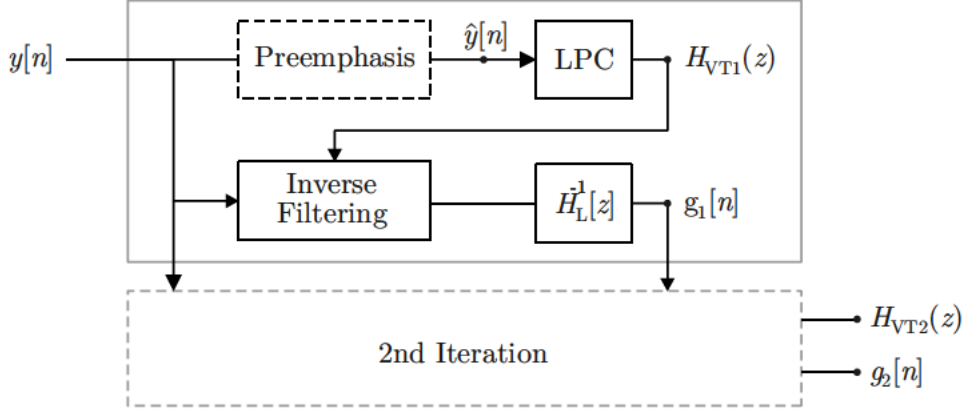 y[n]
Preemphasis
ŷ[n]
LPC
H_VT1(z)
Inverse
Filtering
H_L^-1[z]
g_1[n]
2nd Iteration
H_VT2(z)
g_2[n]